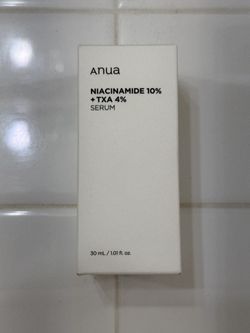 Anua
NIACINAMIDE 10%
+ TXA 4%
SERUM
30 mL / 1.01 fl. oz.